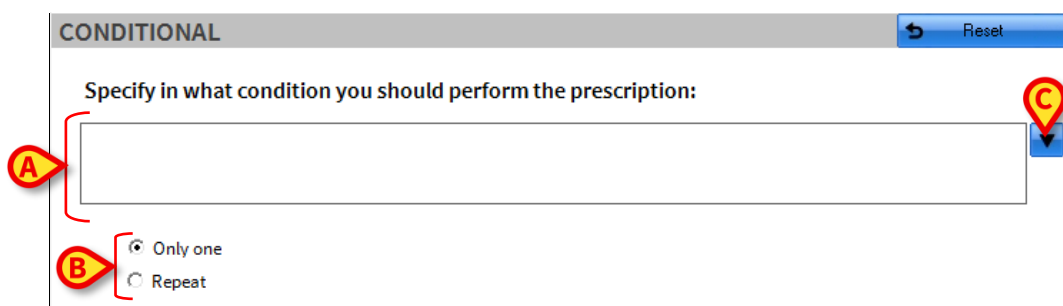 CONDITIONAL
Reset
Specify in what condition you should perform the prescription:
C
A
B
Only one
Repeat